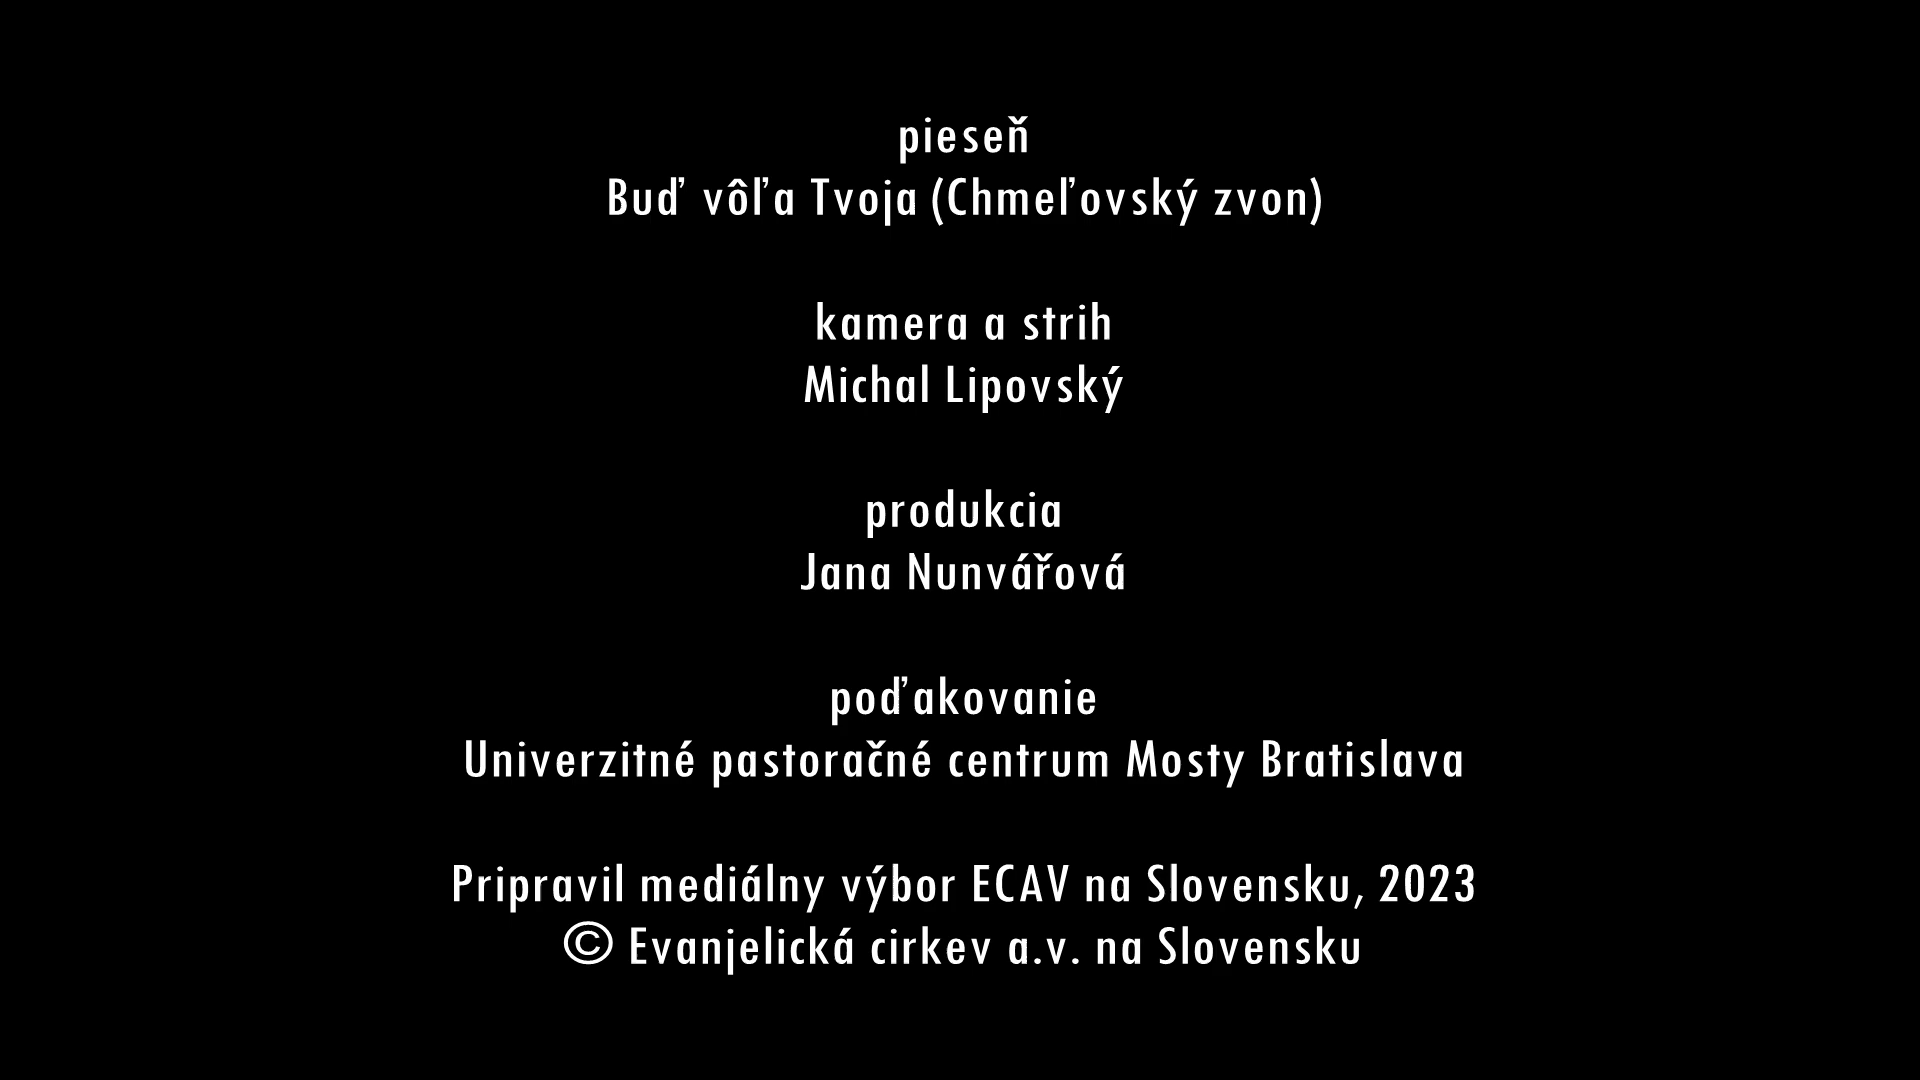 pieseň
Buď vôľa Tvoja (Chmeľovský zvon)
kamera a strih
Michal Lipovský
produkcia
Jana Nunvářová
poďakovanie
Univerzitné pastoračné centrum Mosty Bratislava
Pripravil mediálny výbor ECAV na Slovensku, 2023
© Evanjelická cirkev a.v. na Slovensku